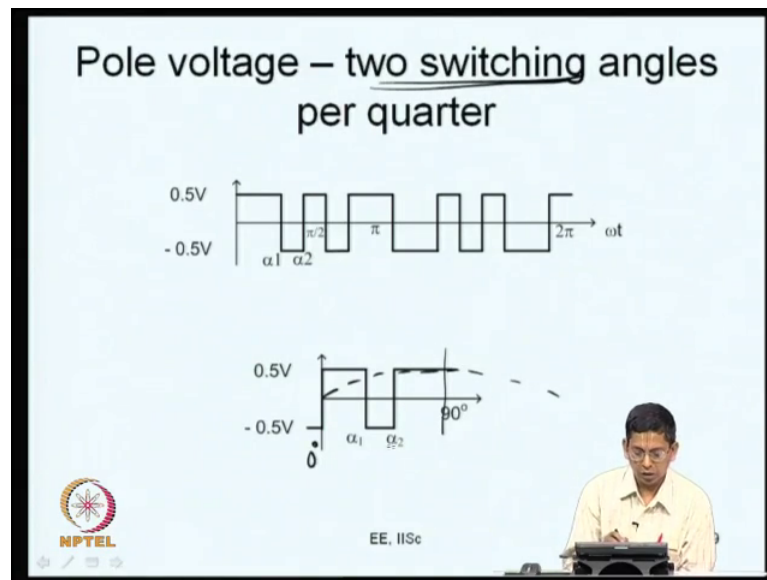 Pole voltage – two switching angles
per quarter
0.5V
- 0.5V
α1 α2
π/2
π
2π
ωt
0.5V
- 0.5V
0
α₁
α₂
90°
NPTEL
EE, IISc
9